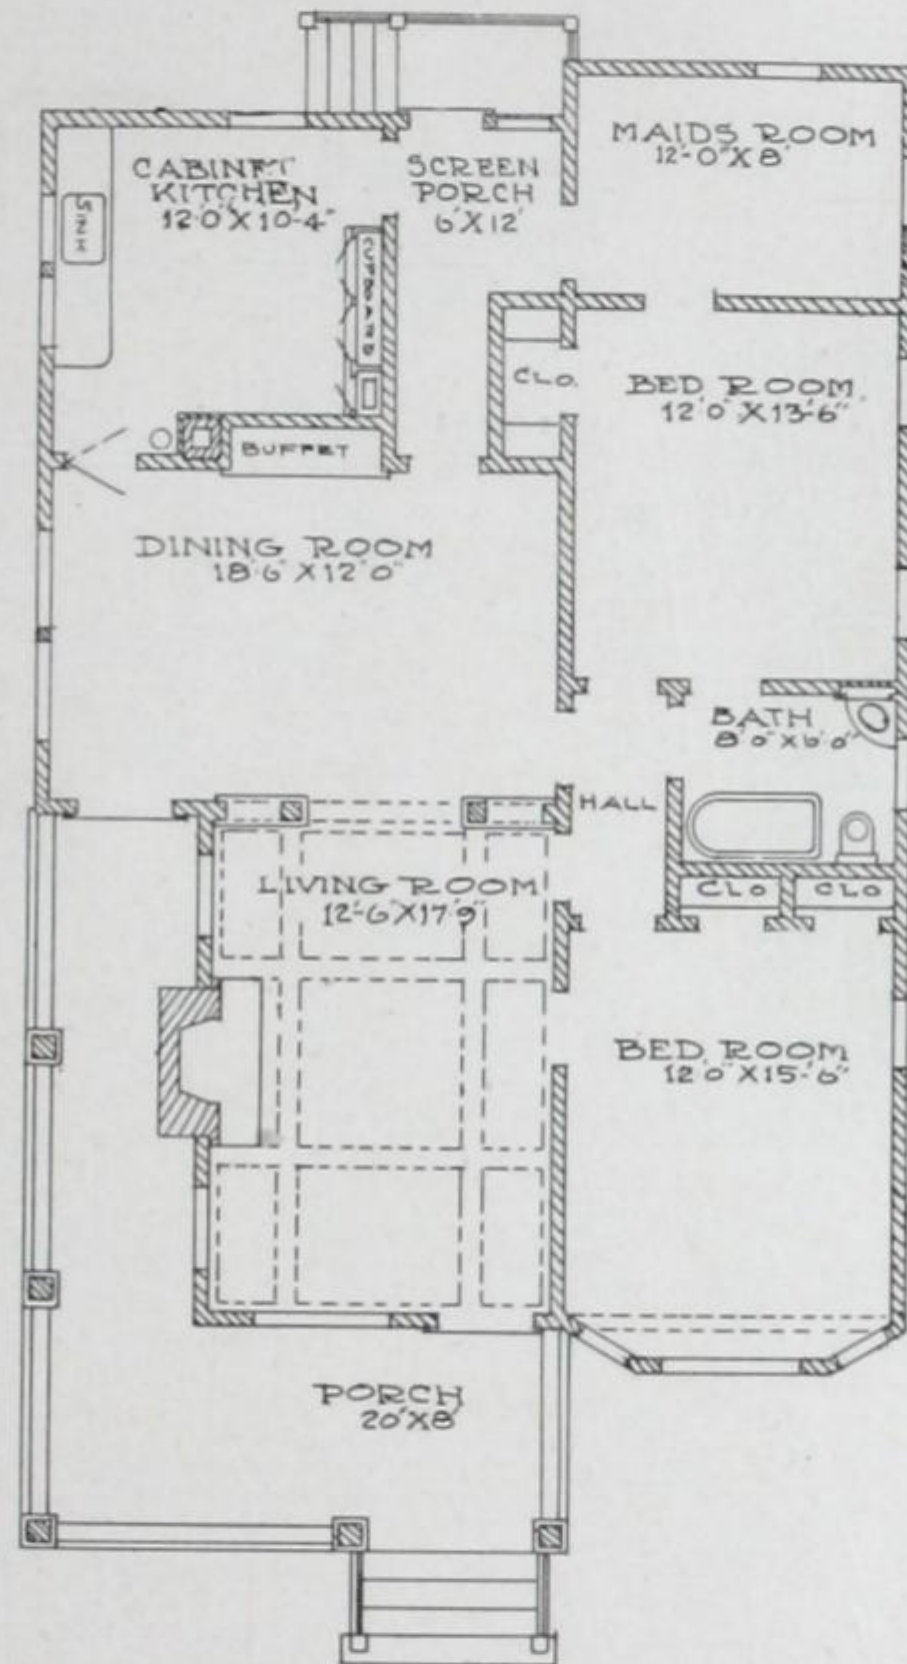 MAIDS ROOM
12'-0" X 8'
CABINET
KITCHEN
12'0" X 10'-4"
SCREEN
PORCH
6' X 12'
SINK
CUPBOARD
CLO.
BED ROOM
12'0" X 13'-6"
BUFFET
DINING ROOM
18'6" X 12'0"
BATH
8'0" X 6'0"
HALL
LIVING ROOM
12'-6" X 17'9"
CLO
CLO
BED ROOM
12'0" X 15'-6"
PORCH
20' X 8'